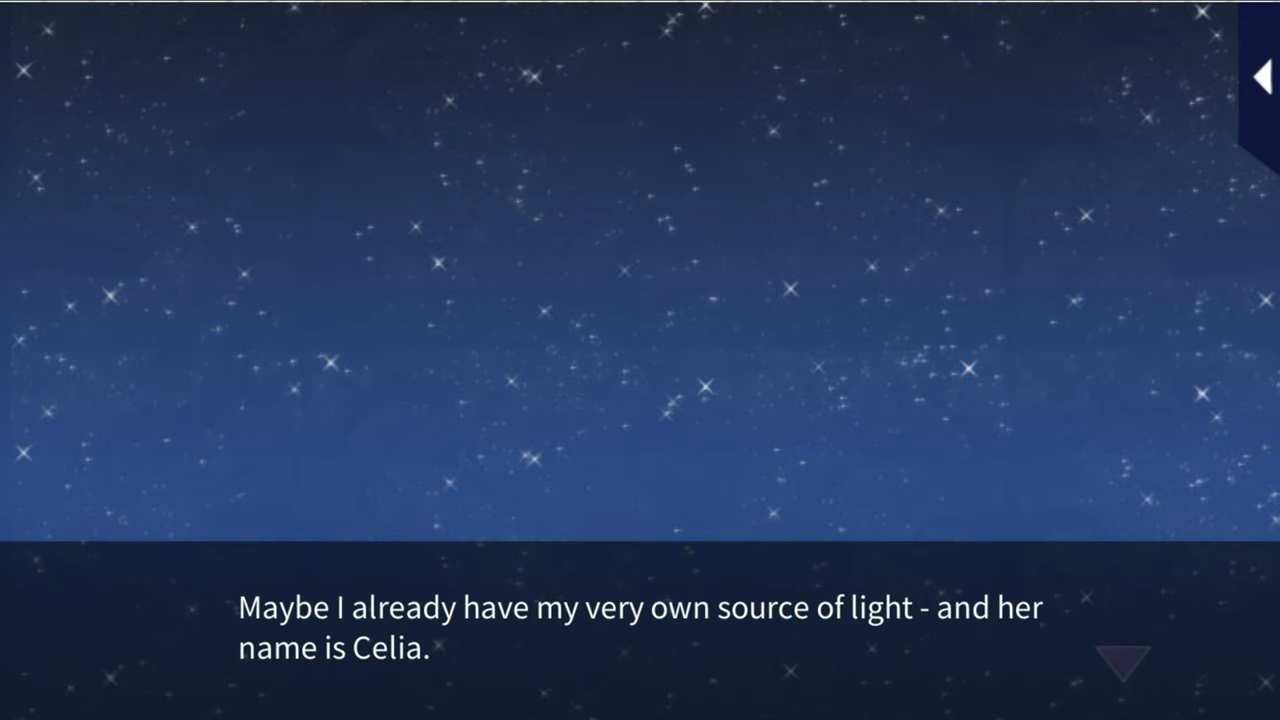 Maybe I already have my very own source of light - and her
name is Celia.